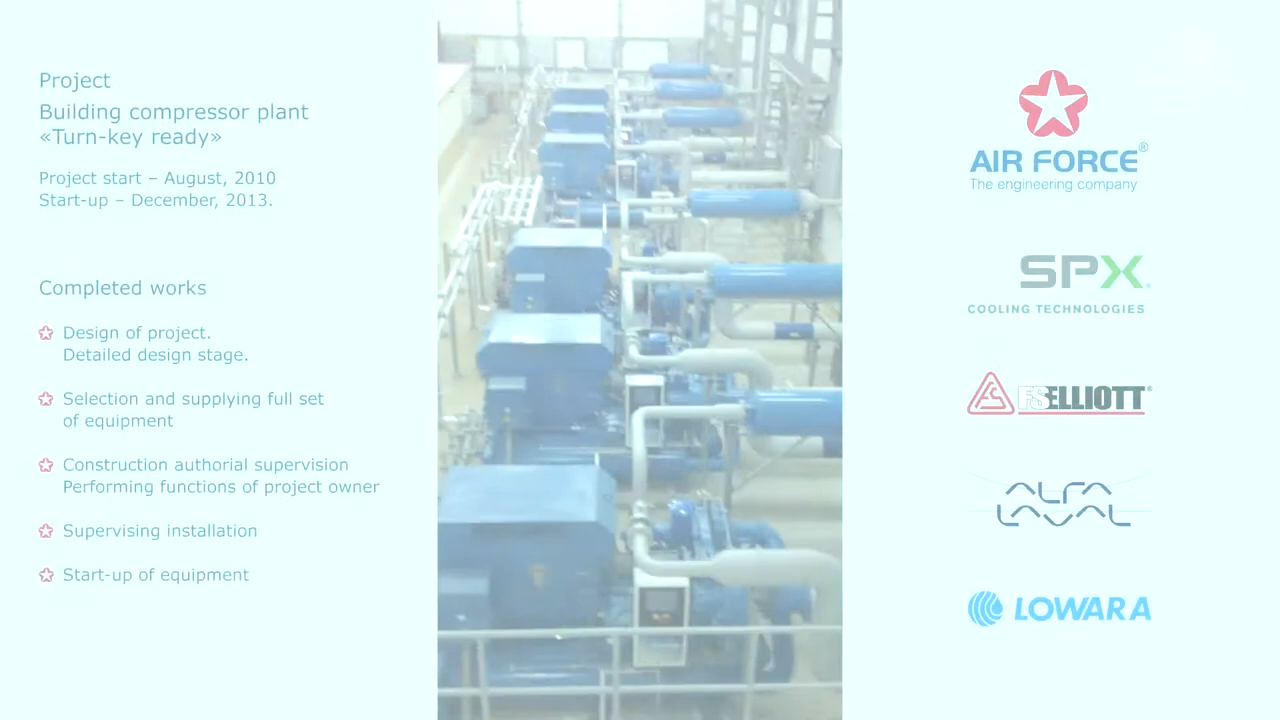 Project
Building compressor plant
«Turn-key ready»
Project start – August, 2010
Start-up – December, 2013.
Completed works
Design of project.
Detailed design stage.
Selection and supplying full set
of equipment
Construction authorial supervision
Performing functions of project owner
Supervising installation
Start-up of equipment
AIR FORCE®
The engineering company
SPX
COOLING TECHNOLOGIES
FS ELLIOTT®
ALFA
LAVAL
LOWARA